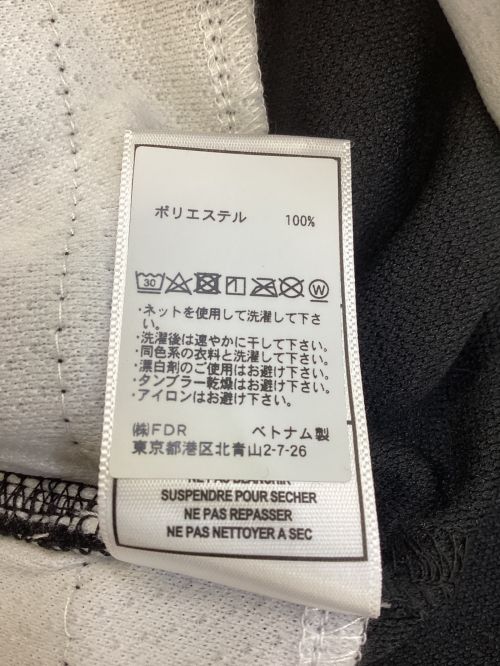 ポリエステル 100%
30 W
・ネットを使用して洗濯して下さ
い。
・洗濯後は速やかに干して下さい。
・同色系の衣料と洗濯して下さい。
・漂白剤のご使用はお避け下さい。
・タンブラー乾燥はお避け下さい。
・アイロンはお避け下さい。
㈱FDR ベトナム製
東京都港区北青山2-7-26
SUSPENDRE POUR SECHER
NE PAS REPASSER
NE PAS NETTOYER A SEC